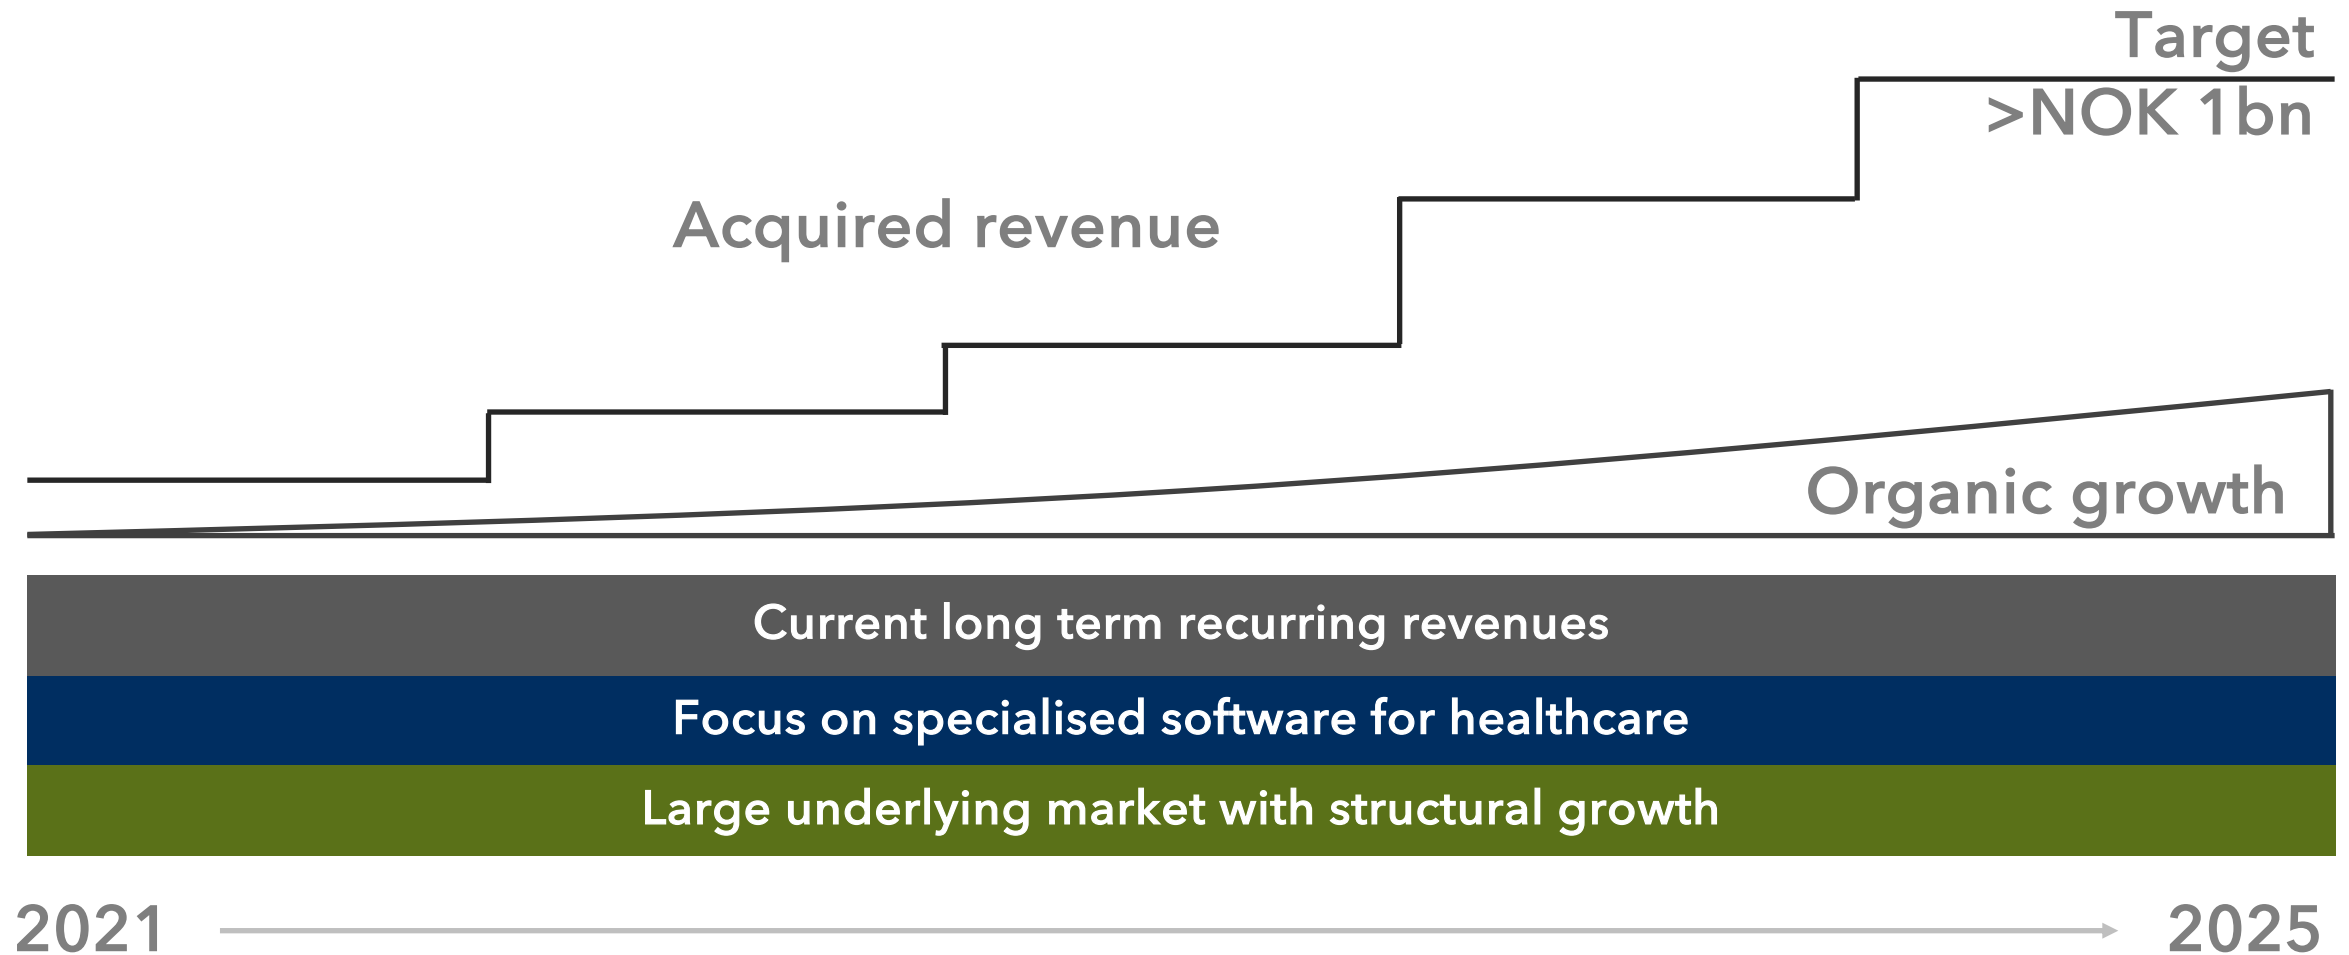 Target
>NOK 1bn
Acquired revenue
Organic growth
Current long term recurring revenues
Focus on specialised software for healthcare
Large underlying market with structural growth
2021
2025